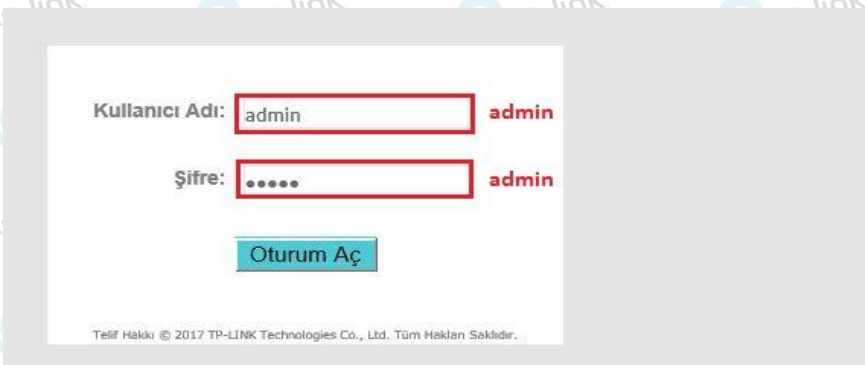 Kullanıcı Adı: admin admin
Şifre: ••••• admin
Oturum Aç
Telif Hakkı © 2017 TP-LINK Technologies Co., Ltd. Tüm Hakları Saklıdır.